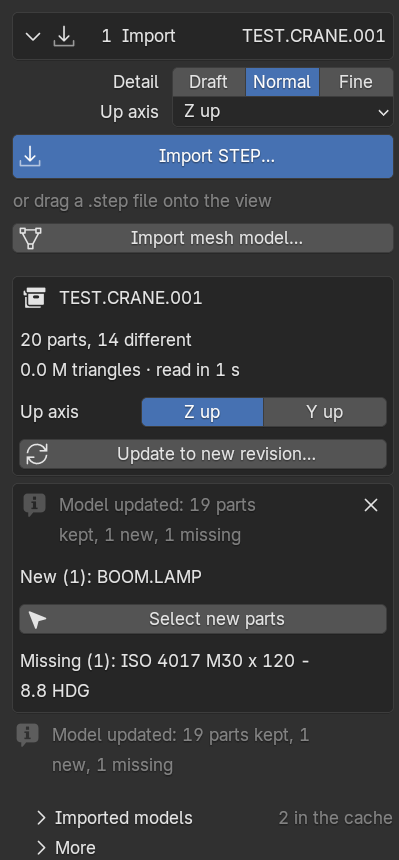 1 Import TEST.CRANE.001
Detail Draft Normal Fine
Up axis Z up
Import STEP...
or drag a .step file onto the view
Import mesh model...
TEST.CRANE.001
20 parts, 14 different
0.0 M triangles · read in 1 s
Up axis Z up Y up
Update to new revision...
Model updated: 19 parts
kept, 1 new, 1 missing
New (1): BOOM.LAMP
Select new parts
Missing (1): ISO 4017 M30 x 120 -
8.8 HDG
Model updated: 19 parts kept, 1
new, 1 missing
Imported models 2 in the cache
More